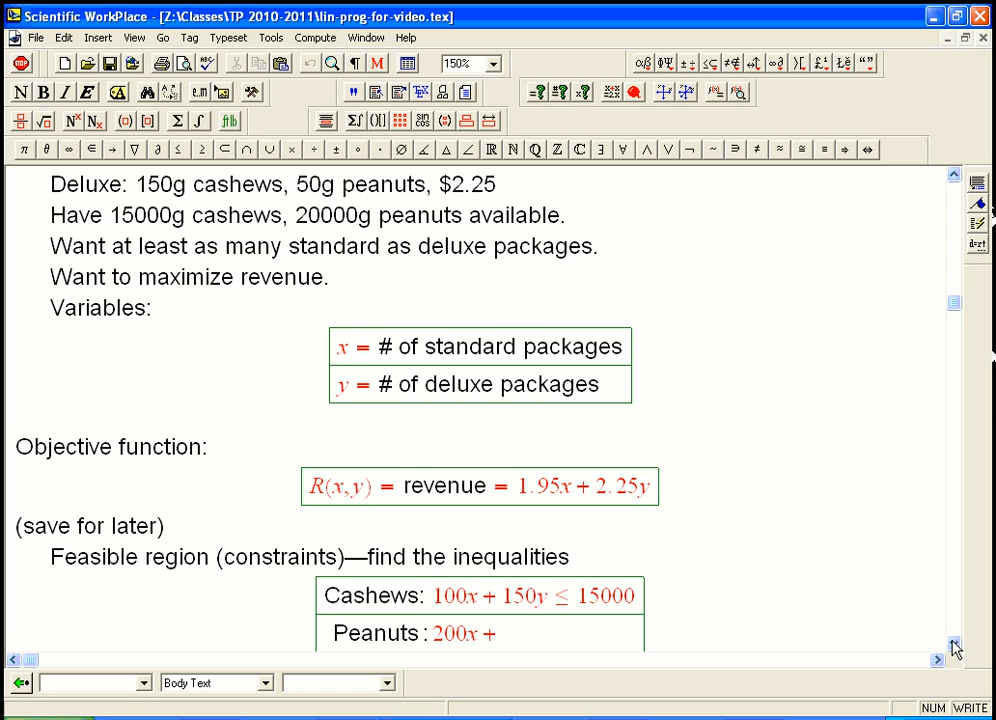 Scientific WorkPlace - [Z:\Classes\TP 2010-2011\lin-prog-for-video.tex]
File Edit Insert View Go Tag Typeset Tools Compute Window Help
150%
Deluxe: 150g cashews, 50g peanuts, $2.25
Have 15000g cashews, 20000g peanuts available.
Want at least as many standard as deluxe packages.
Want to maximize revenue.
Variables:
x = # of standard packages
y = # of deluxe packages
Objective function:
R(x,y) = revenue = 1.95x + 2.25y
(save for later)
Feasible region (constraints)—find the inequalities
Cashews: 100x + 150y ≤ 15000
Peanuts : 200x +
Body Text
NUM WRITE